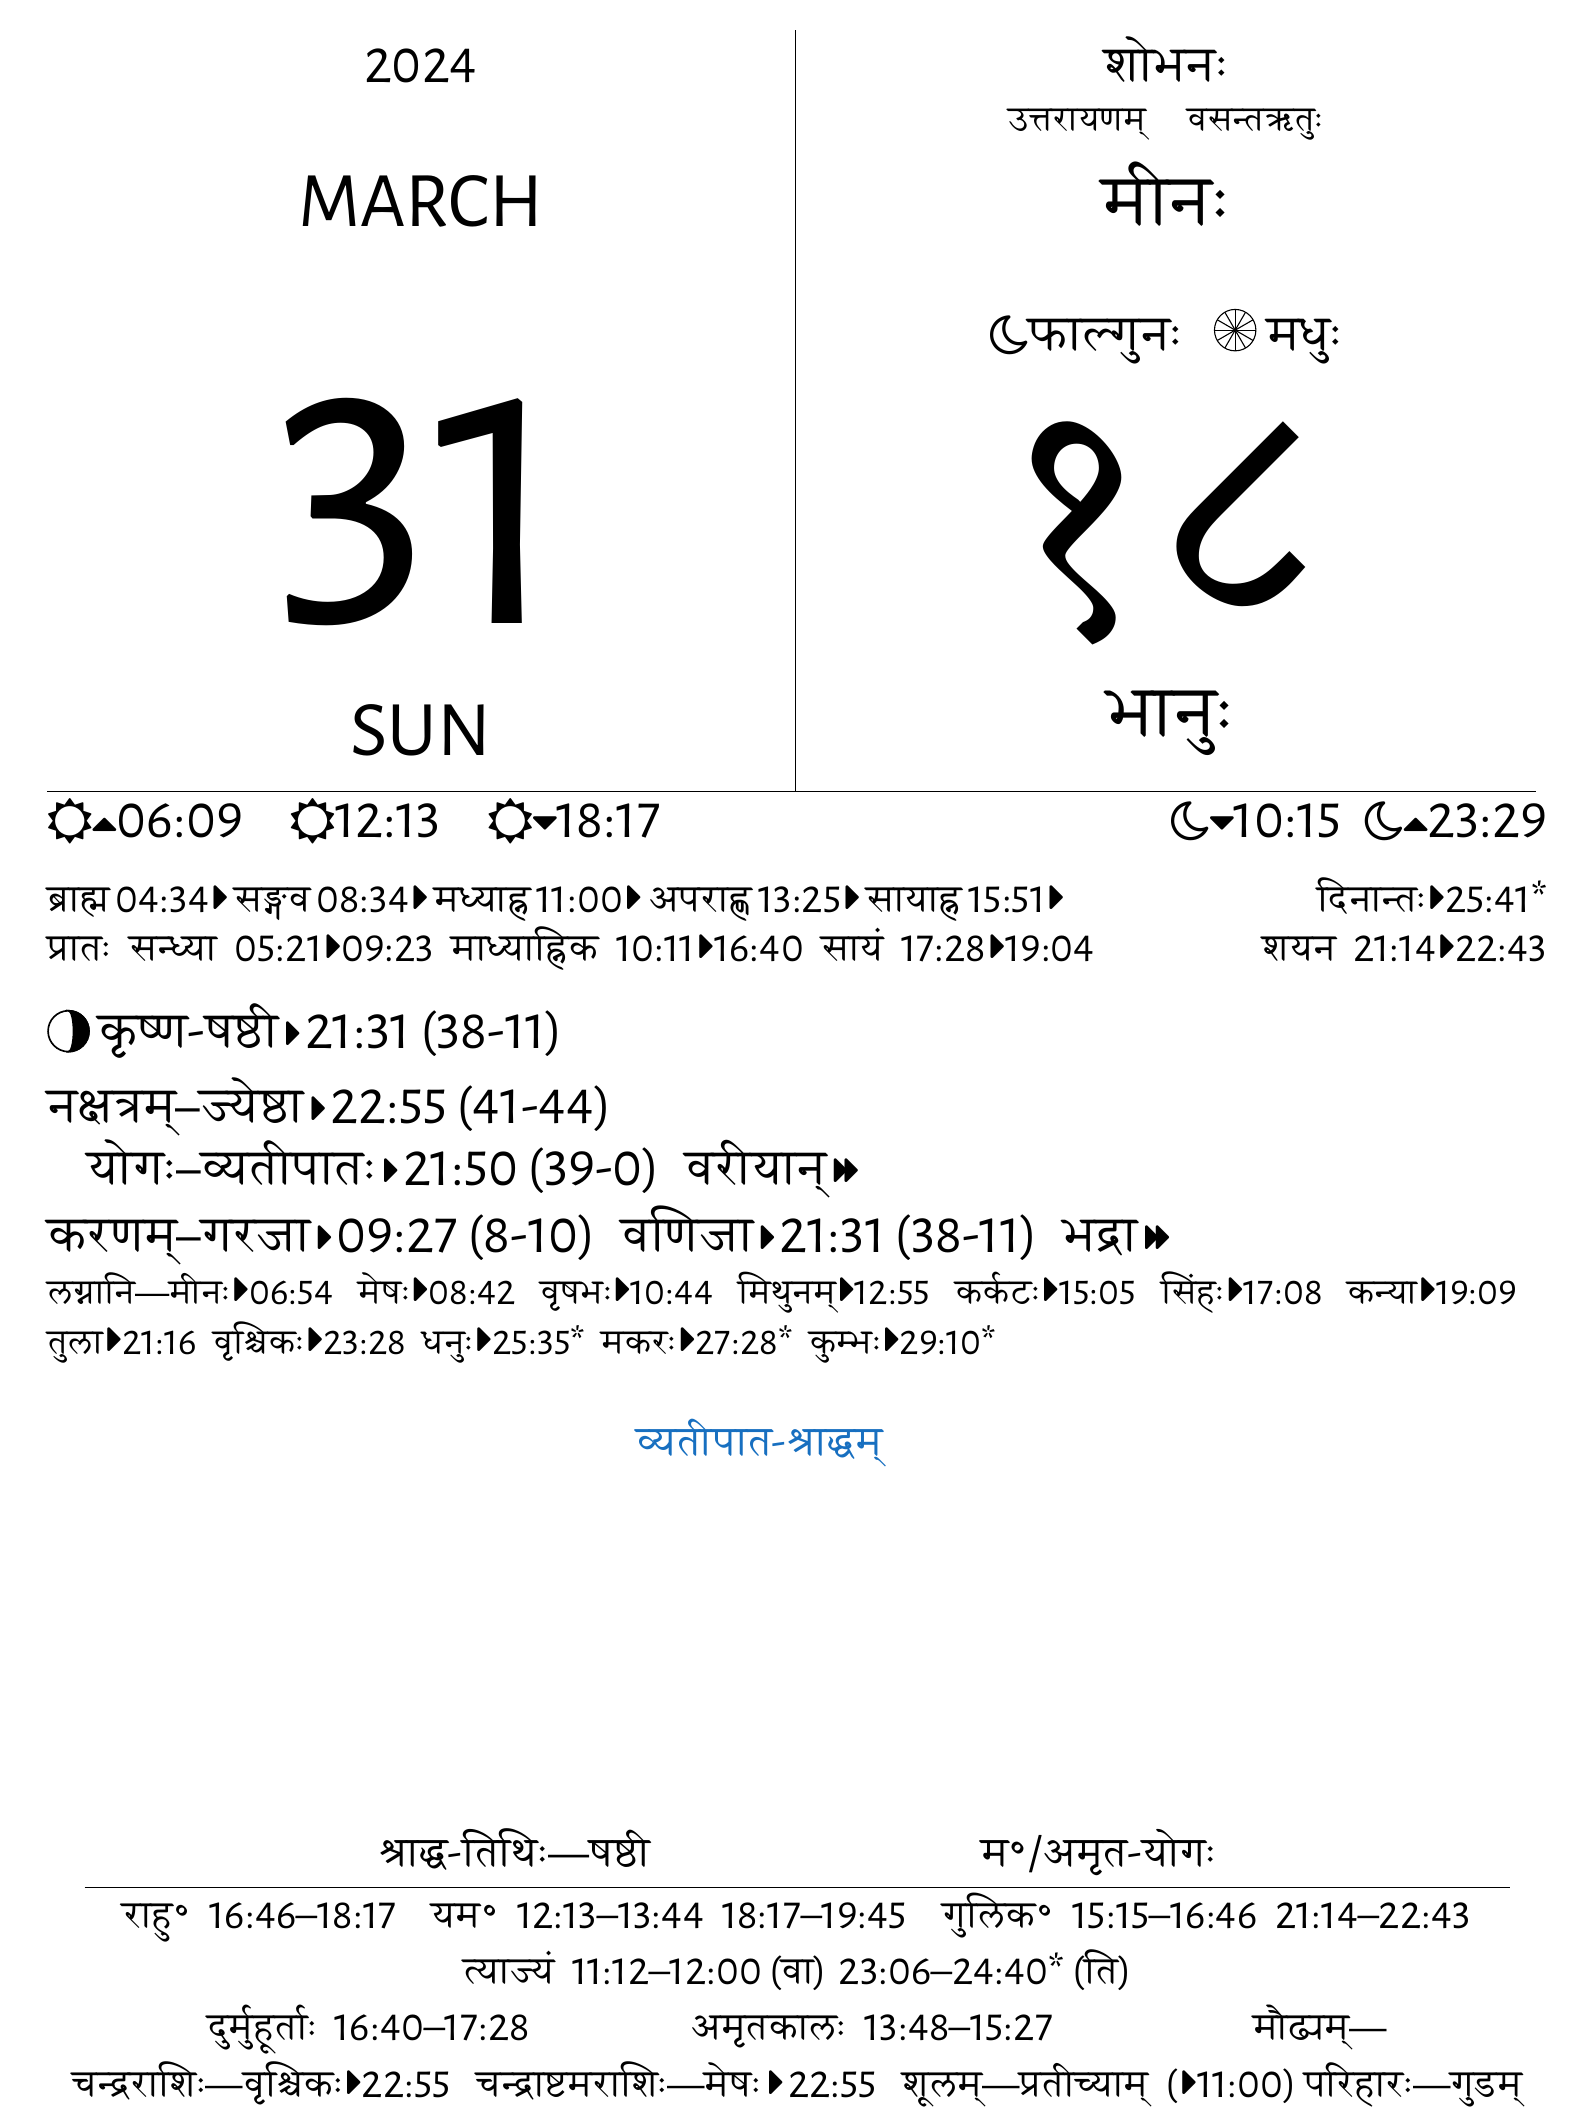 2024
MARCH
31
SUN
शोभनः
उत्तरायणम् वसन्तऋतुः
मीनः
फाल्गुनः मधुः
१८
भानुः
06:09 12:13 18:17 10:15 23:29
ब्राह्म 04:34 सङ्गव 08:34 मध्याह्न 11:00 अपराह्ण 13:25 सायाह्न 15:51 दिनान्तः 25:41*
प्रातः सन्ध्या 05:21 09:23 माध्याह्निक 10:11 16:40 सायं 17:28 19:04 शयन 21:14 22:43
कृष्ण-षष्ठी 21:31 (38-11)
नक्षत्रम्–ज्येष्ठा 22:55 (41-44)
योगः–व्यतीपातः 21:50 (39-0) वरीयान्
करणम्–गरजा 09:27 (8-10) वणिजा 21:31 (38-11) भद्रा
लग्नानि—मीनः 06:54 मेषः 08:42 वृषभः 10:44 मिथुनम् 12:55 कर्कटः 15:05 सिंहः 17:08 कन्या 19:09
तुला 21:16 वृश्चिकः 23:28 धनुः 25:35* मकरः 27:28* कुम्भः 29:10*
व्यतीपात-श्राद्धम्
श्राद्ध-तिथिः—षष्ठी म॰/अमृत-योगः
राहु॰ 16:46–18:17 यम॰ 12:13–13:44 18:17–19:45 गुलिक॰ 15:15–16:46 21:14–22:43
त्याज्यं 11:12–12:00 (वा) 23:06–24:40* (ति)
दुर्मुहूर्ताः 16:40–17:28 अमृतकालः 13:48–15:27 मौढ्यम्—
चन्द्रराशिः—वृश्चिकः 22:55 चन्द्राष्टमराशिः—मेषः 22:55 शूलम्—प्रतीच्याम् (11:00) परिहारः—गुडम्